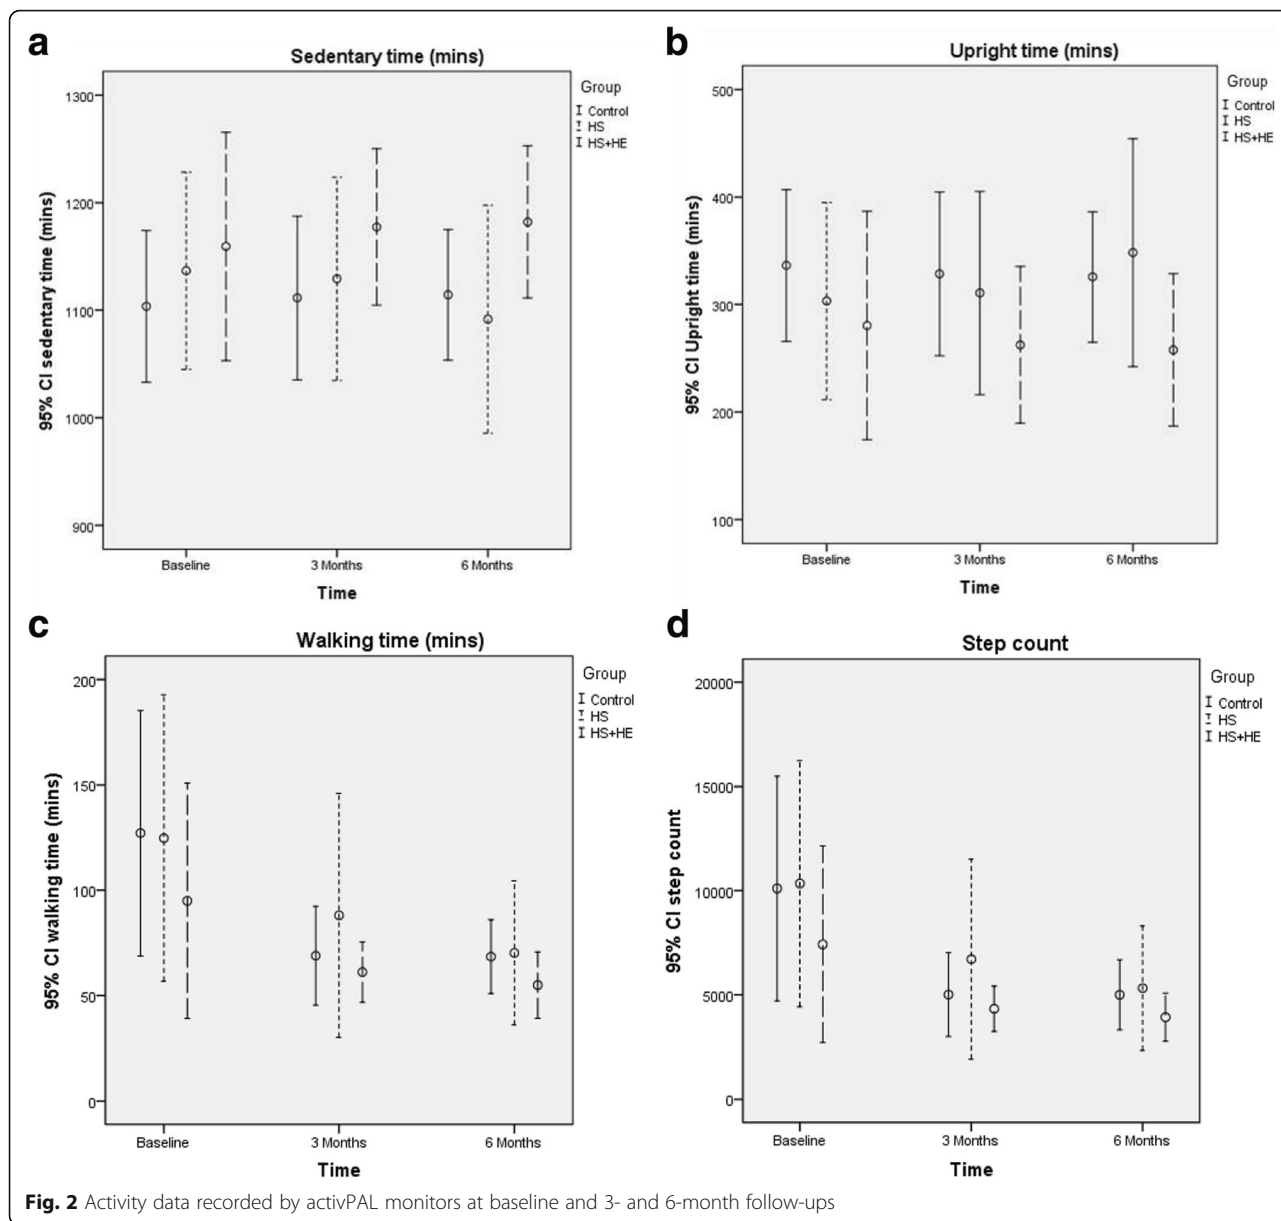 a
Sedentary time (mins)
1300
1200
1100
1000
900
95% CI sedentary time (mins)
Baseline
3 Months
6 Months
Time
Group
Control
HS
HS+HE
b
Upright time (mins)
500
400
300
200
100
95% CI Upright time (mins)
Baseline
3 Months
6 Months
Time
Group
Control
HS
HS+HE
c
Walking time (mins)
200
150
100
50
0
95% CI walking time (mins)
Baseline
3 Months
6 Months
Time
Group
Control
HS
HS+HE
d
Step count
20000
15000
10000
5000
0
95% CI step count
Baseline
3 Months
6 Months
Time
Group
Control
HS
HS+HE
Fig. 2 Activity data recorded by activPAL monitors at baseline and 3- and 6-month follow-ups